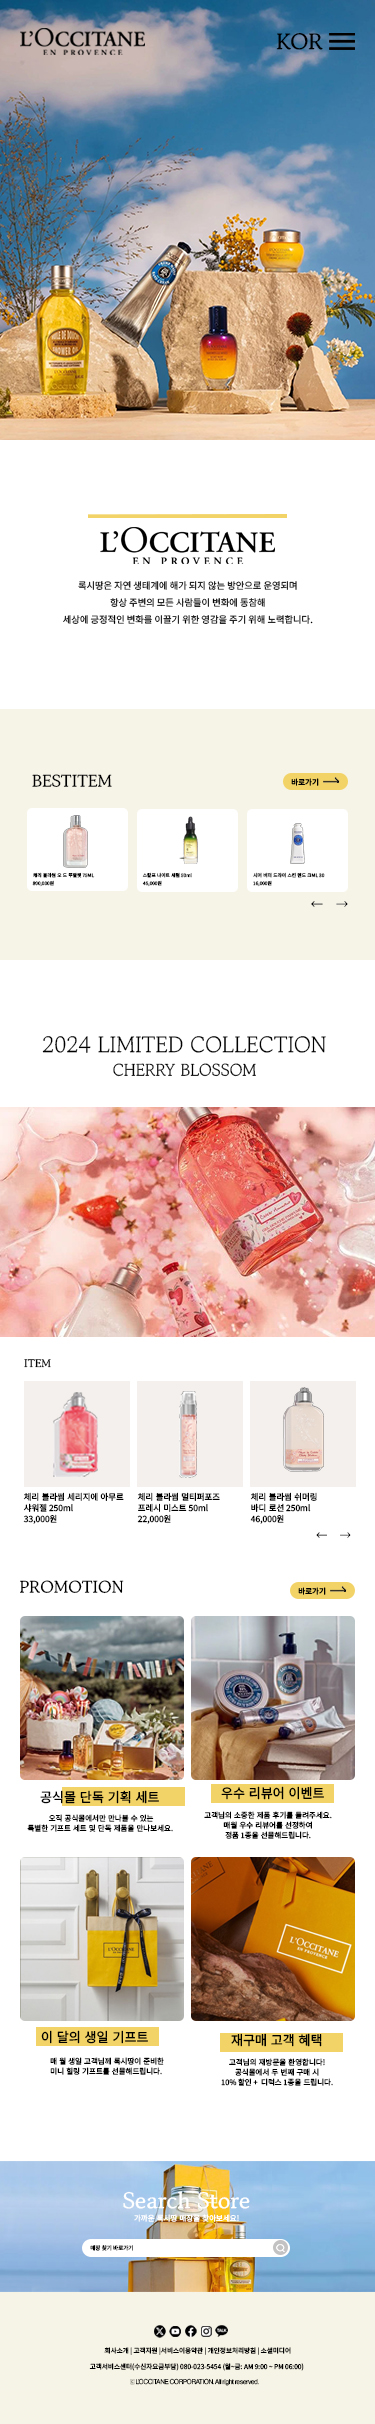 L'OCCITANE
EN PROVENCE
KOR
L'OCCITANE
EN PROVENCE
록시땅은 자연 생태계에 해가 되지 않는 방안으로 운영되며
항상 주변의 모든 사람들이 변화에 동참해
세상에 긍정적인 변화를 이끌기 위한 영감을 주기 위해 노력합니다.
BESTITEM
바로가기
체리 블라썸 오 드 뚜왈렛 75ML
스칼프 나이트 세럼 50ml
시어 버터 드라이 스킨 핸드 크림 30
45,000원
16,000원
2024 LIMITED COLLECTION
CHERRY BLOSSOM
ITEM
체리 블라썸 세리지에 아무르
샤워젤 250ml
33,000원
체리 블라썸 멀티퍼포즈
프레시 미스트 50ml
22,000원
체리 블라썸 쉬머링
바디 로션 250ml
46,000원
PROMOTION
바로가기
공식몰 단독 기획 세트
오직 공식몰에서만 만나볼 수 있는
특별한 기프트 세트 및 단독 제품을 만나보세요.
우수 리뷰어 이벤트
고객님의 소중한 제품 후기를 들려주세요.
매월 우수 리뷰어를 선정하여
정품 1종을 선물해드립니다.
L'OCCITANE
EN PROVENCE
이 달의 생일 기프트
매 월 생일 고객님께 록시땅이 준비한
미니 힐링 기프트를 선물해드립니다.
재구매 고객 혜택
고객님의 재방문을 환영합니다!
공식몰에서 두 번째 구매 시
10% 할인 + 디럭스 1종을 드립니다.
Search Store
가까운 록시땅 매장을 찾아보세요!
매장 찾기 바로가기
회사소개 | 고객지원 |서비스이용약관 | 개인정보처리방침 | 소셜미디어
고객서비스센터(수신자요금부담) 080-023-5454 (월~금: AM 9:00 ~ PM 06:00)
ⓒ L'OCCITANE CORPORATION. All right reserved.